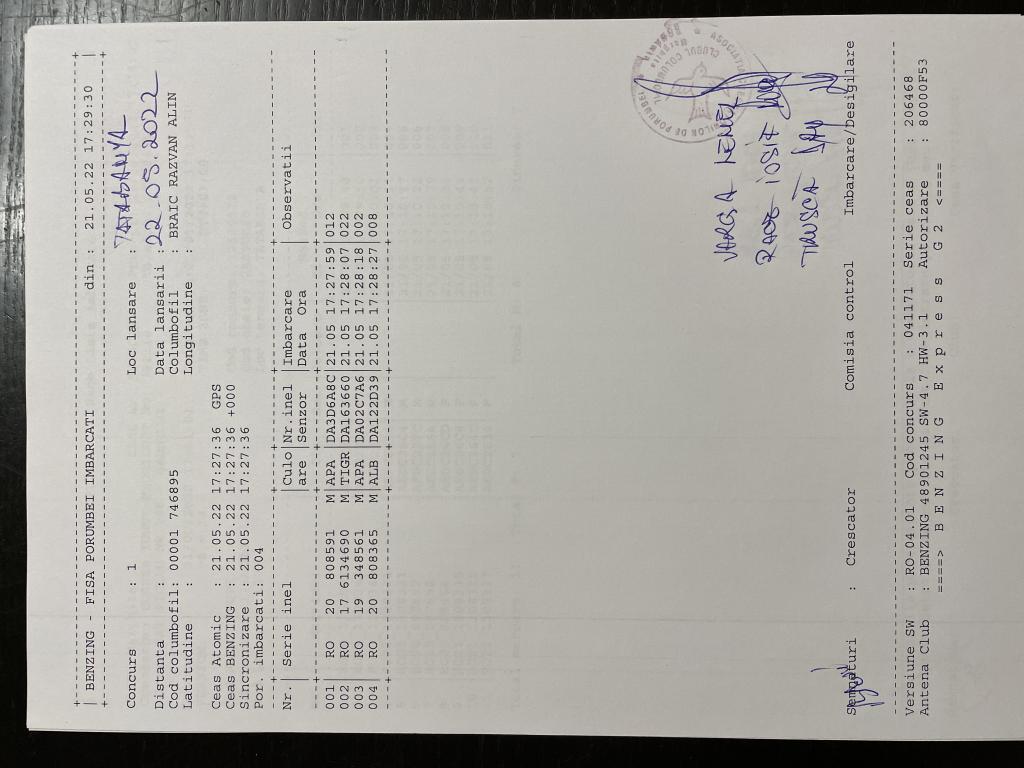 BENZING - FISA PORUMBEI IMBARCATI din : 21.05.22 17:29:30
Concurs : 1 Loc lansare : TATABANYA
Distanta : Data lansarii : 22.05.2022
Cod columbofil: 00001 746895 Columbofil : BRAIC RAZVAN ALIN
Latitudine : Longitudine :
Ceas Atomic : 21.05.22 17:27:36 GPS
Ceas BENZING : 21.05.22 17:27:36 +000
Sincronizare : 21.05.22 17:27:36
Por. imbarcati: 004
Nr. | Serie inel |Culo|Nr.inel |Imbarcare | Observatii
|are |Senzor |Data Ora |
001 | RO 20 808591 M|APA |DA3D6A8C|21.05 17:27:59|012
002 | RO 17 6134690 M|TIGR|DA163660|21.05 17:28:07|022
003 | RO 19 348561 M|APA |DA02C7A6|21.05 17:28:18|002
004 | RO 20 808365 M|ALB |DA122D39|21.05 17:28:27|008
VARGA IENEL
IOSIF
TRUSCĂ
Semnaturi : Crescator Comisia control Imbarcare/Desigilare
Versiune SW : RO-04.01 Cod concurs : 041171 Serie ceas : 206468
Antena Club : BENZING 48901245 SW-4.7 HW-3.1 Autorizare : 80000F53
====> B E N Z I N G E x p r e s s G 2 <====